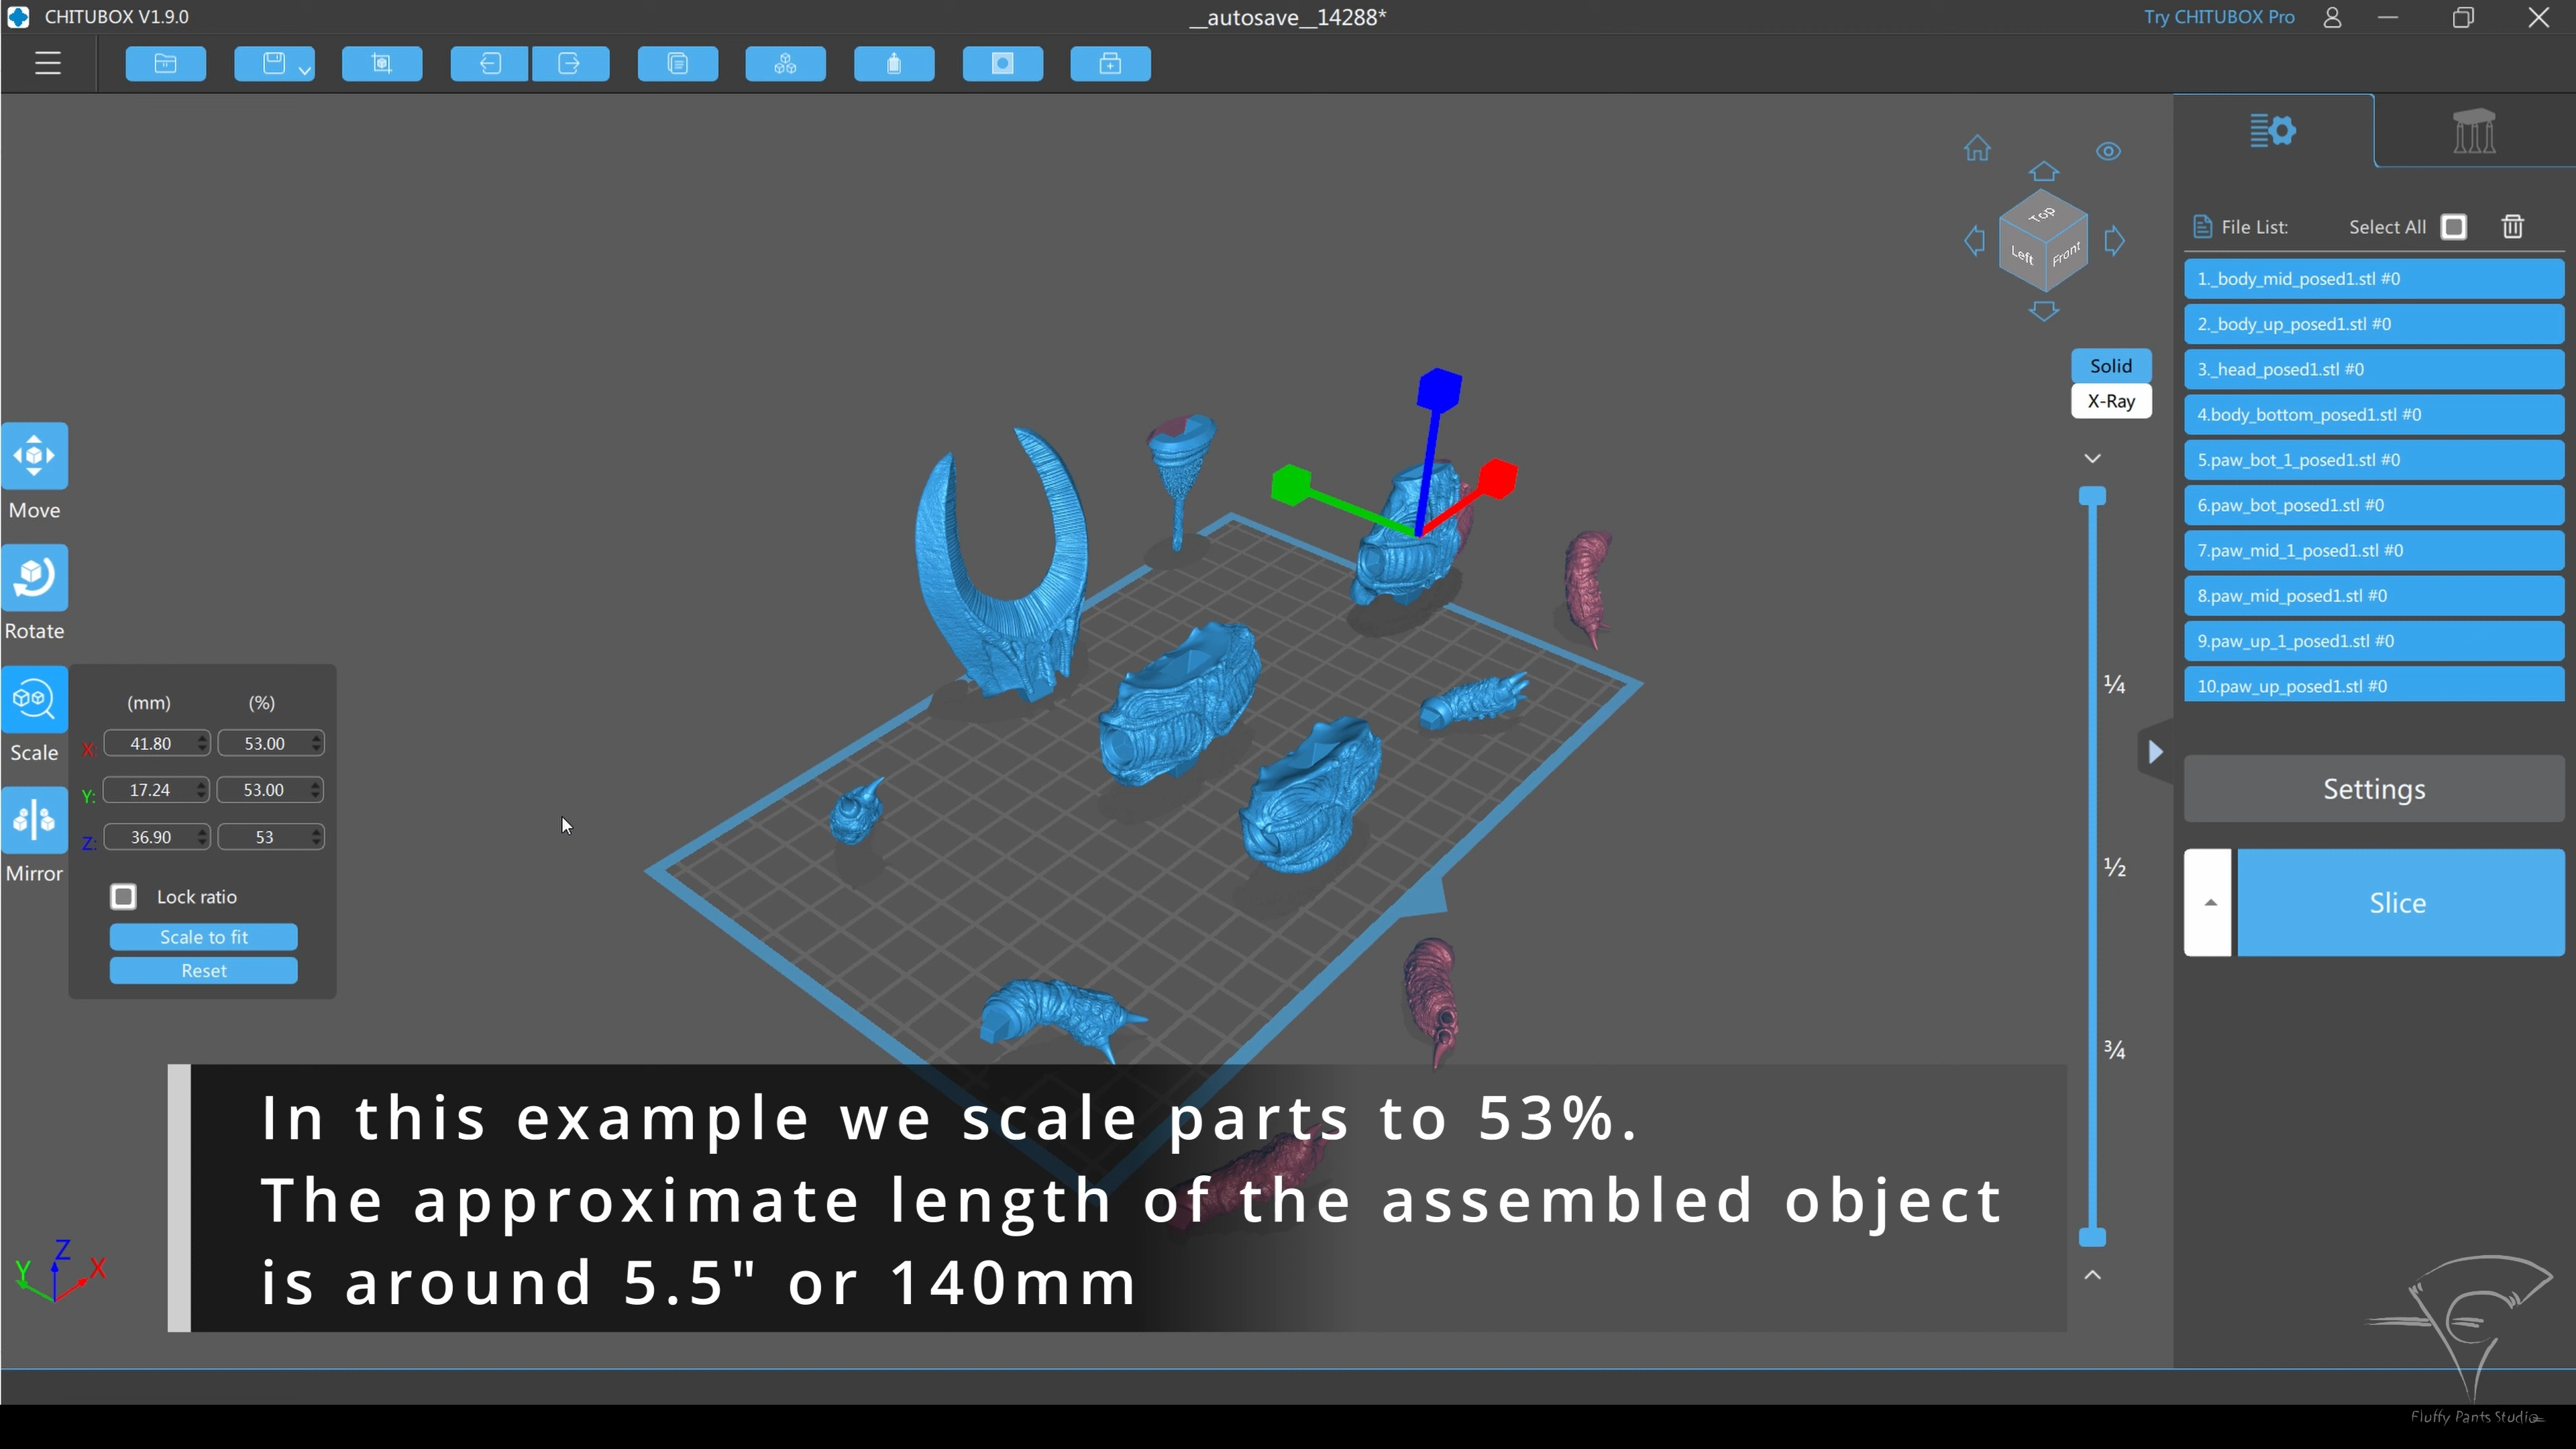 CHITUBOX V1.9.0
__autosave__14288*
Try CHITUBOX Pro
Top
Left
Front
Solid
X-Ray
¼
½
¾
File List:
Select All
1._body_mid_posed1.stl #0
2._body_up_posed1.stl #0
3._head_posed1.stl #0
4.body_bottom_posed1.stl #0
5.paw_bot_1_posed1.stl #0
6.paw_bot_posed1.stl #0
7.paw_mid_1_posed1.stl #0
8.paw_mid_posed1.stl #0
9.paw_up_1_posed1.stl #0
10.paw_up_posed1.stl #0
Settings
Slice
Move
Rotate
Scale
Mirror
(mm) (%)
X: 41.80 53.00
Y: 17.24 53.00
Z: 36.90 53
Lock ratio
Scale to fit
Reset
In this example we scale parts to 53%.
The approximate length of the assembled object
is around 5.5" or 140mm
Z
Y
X
Fluffy Pants Studio